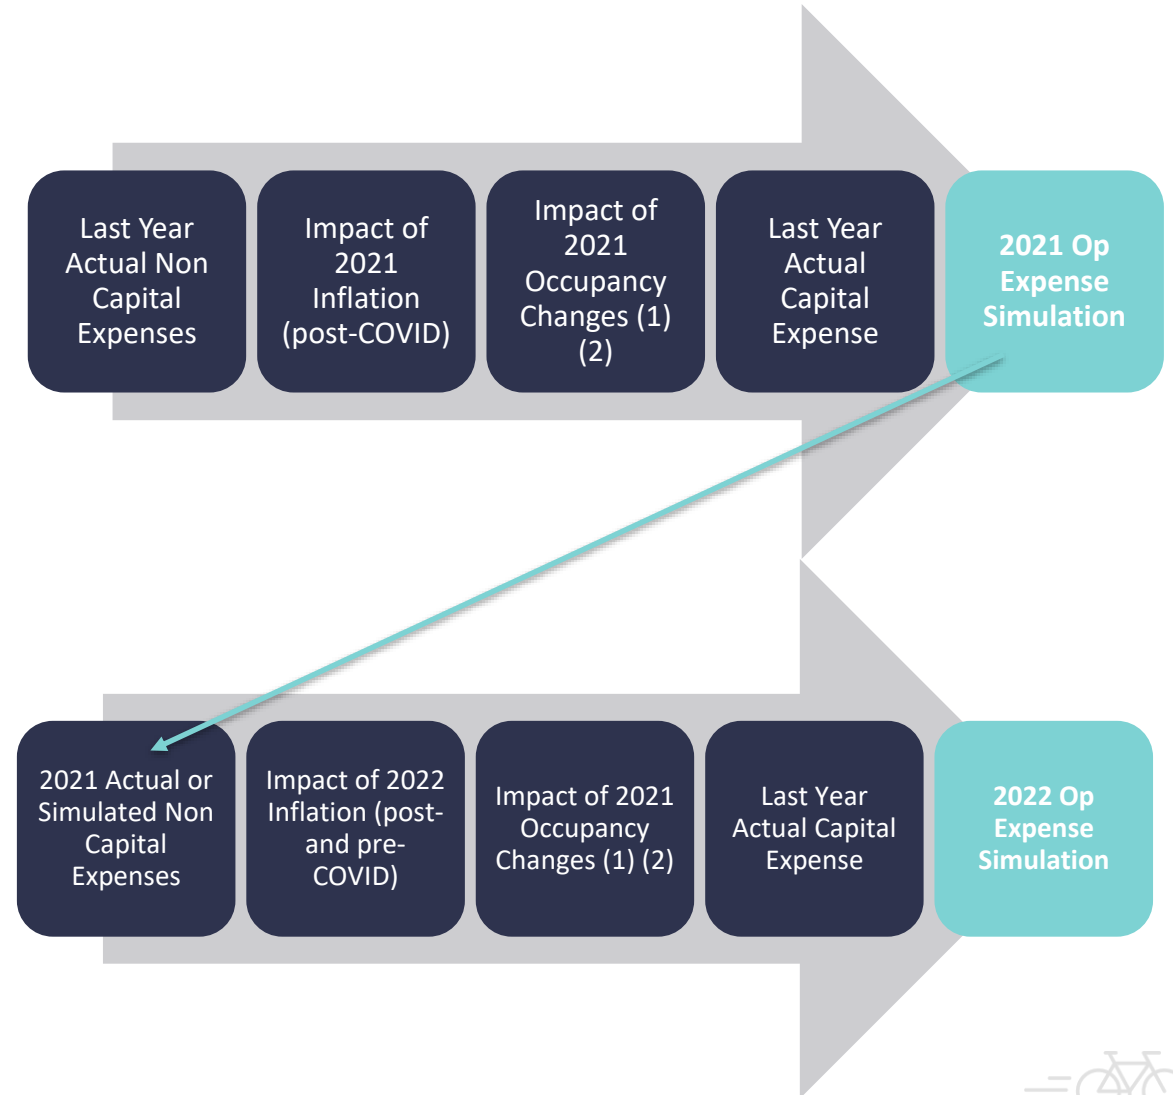 Last Year
Actual Non
Capital
Expenses
Impact of
2021
Inflation
(post-COVID)
Impact of
2021
Occupancy
Changes (1)
(2)
Last Year
Actual
Capital
Expense
2021 Op
Expense
Simulation
2021 Actual or
Simulated Non
Capital
Expenses
Impact of 2022
Inflation (post-
and pre-
COVID)
Impact of 2021
Occupancy
Changes (1) (2)
Last Year
Actual Capital
Expense
2022 Op
Expense
Simulation